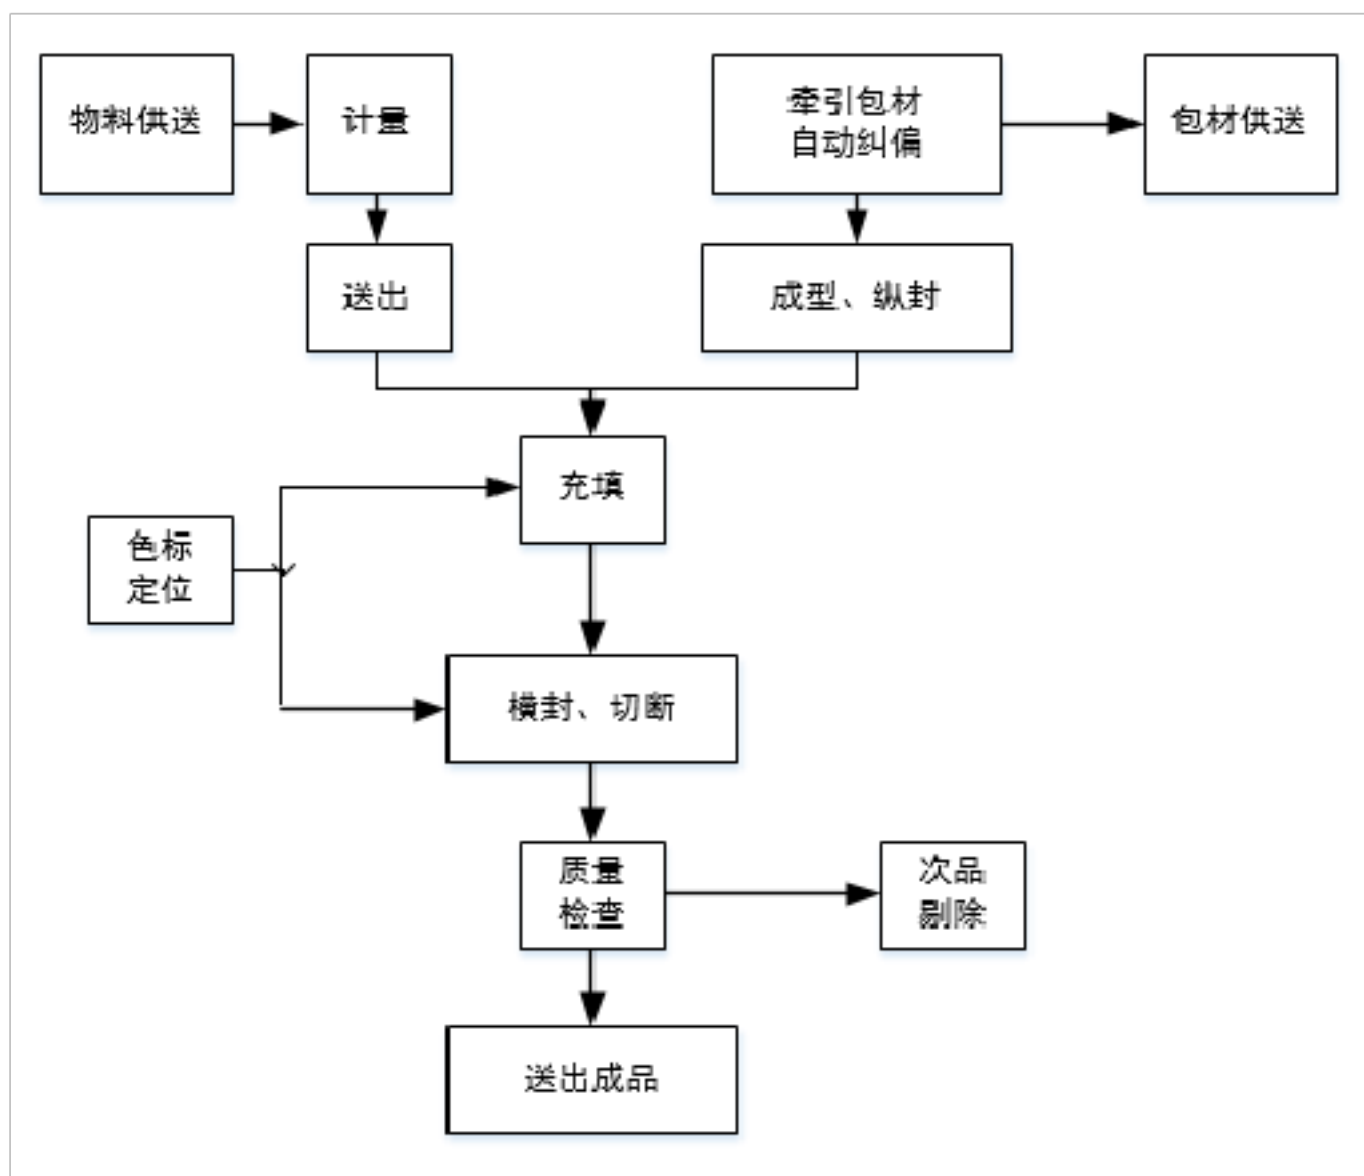 物料供送
计量
牵引包材
自动纠偏
包材供送
送出
成型、纵封
充填
色标
定位
横封、切断
质量
检查
次品
剔除
送出成品